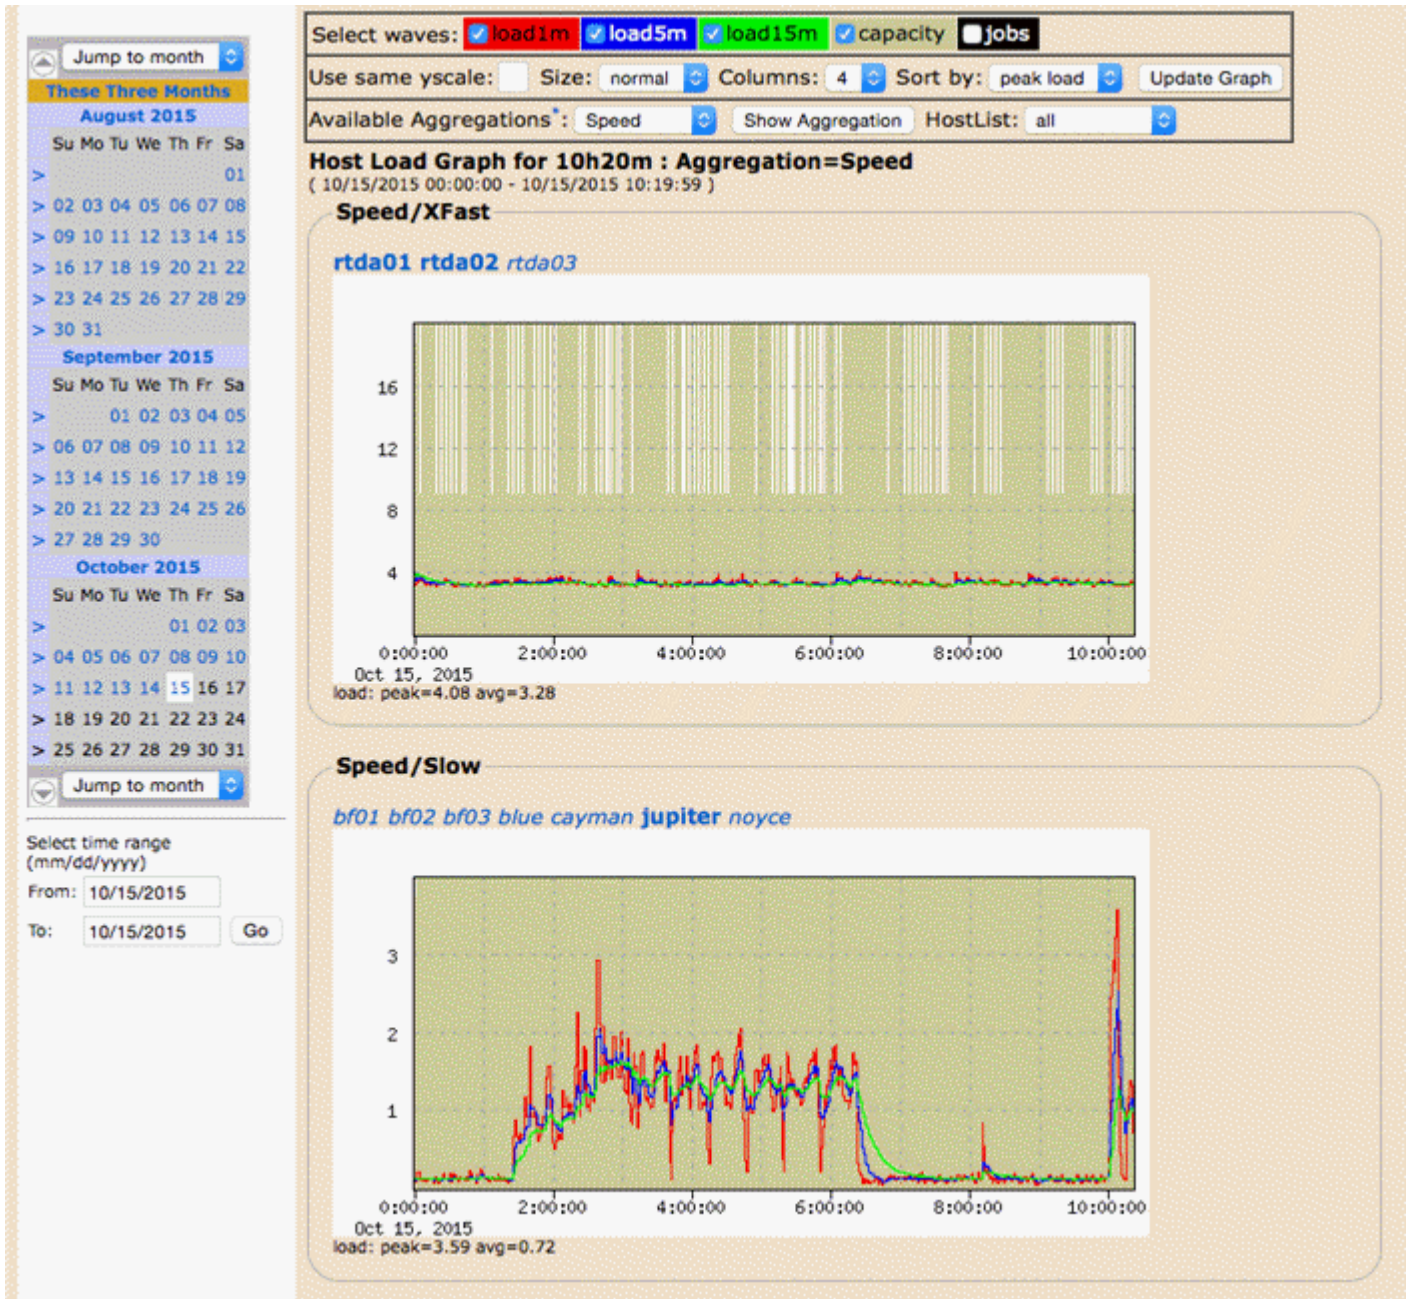 Jump to month
These Three Months
August 2015
Su Mo Tu We Th Fr Sa
> 01
> 02 03 04 05 06 07 08
> 09 10 11 12 13 14 15
> 16 17 18 19 20 21 22
> 23 24 25 26 27 28 29
> 30 31
September 2015
Su Mo Tu We Th Fr Sa
> 01 02 03 04 05
> 06 07 08 09 10 11 12
> 13 14 15 16 17 18 19
> 20 21 22 23 24 25 26
> 27 28 29 30
October 2015
Su Mo Tu We Th Fr Sa
> 01 02 03
> 04 05 06 07 08 09 10
> 11 12 13 14 15 16 17
> 18 19 20 21 22 23 24
> 25 26 27 28 29 30 31
Jump to month
Select time range
(mm/dd/yyyy)
From: 10/15/2015
To: 10/15/2015 Go
Select waves: load1m load5m load15m capacity jobs
Use same yscale: Size: normal Columns: 4 Sort by: peak load Update Graph
Available Aggregations*: Speed Show Aggregation HostList: all
Host Load Graph for 10h20m : Aggregation=Speed
( 10/15/2015 00:00:00 - 10/15/2015 10:19:59 )
Speed/XFast
rtda01 rtda02 rtda03
16
12
8
4
0:00:00 2:00:00 4:00:00 6:00:00 8:00:00 10:00:00
Oct 15, 2015
load: peak=4.08 avg=3.28
Speed/Slow
bf01 bf02 bf03 blue cayman jupiter noyce
3
2
1
0:00:00 2:00:00 4:00:00 6:00:00 8:00:00 10:00:00
Oct 15, 2015
load: peak=3.59 avg=0.72